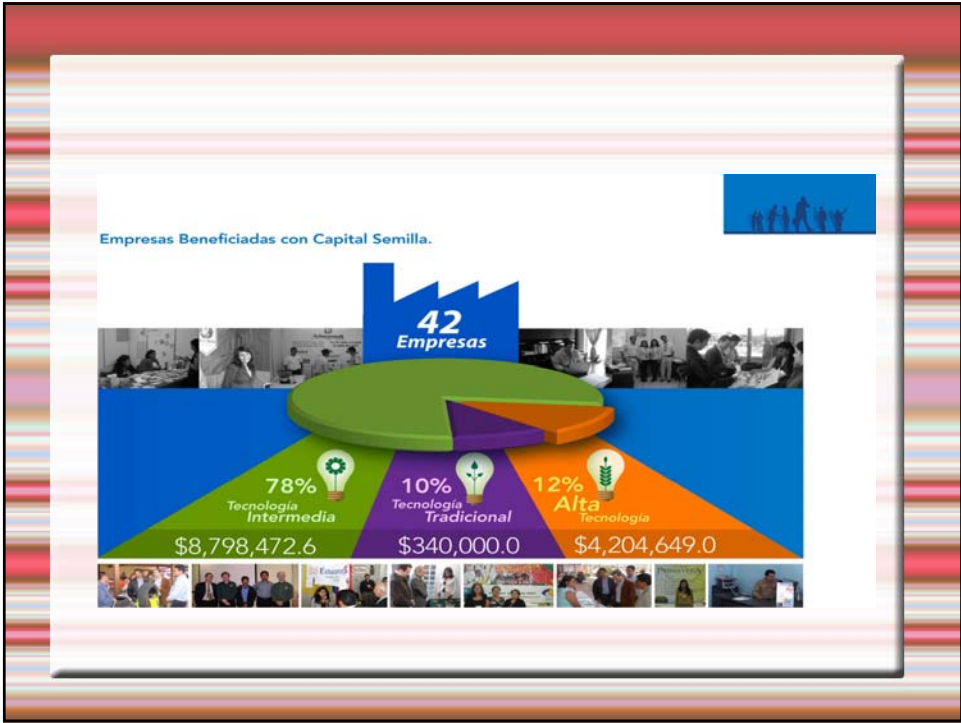 Empresas Beneficiadas con Capital Semilla.
42
Empresas
78%
Tecnología
Intermedia
$8,798,472.6
10%
Tecnología
Tradicional
$340,000.0
12%
Alta
Tecnología
$4,204,649.0